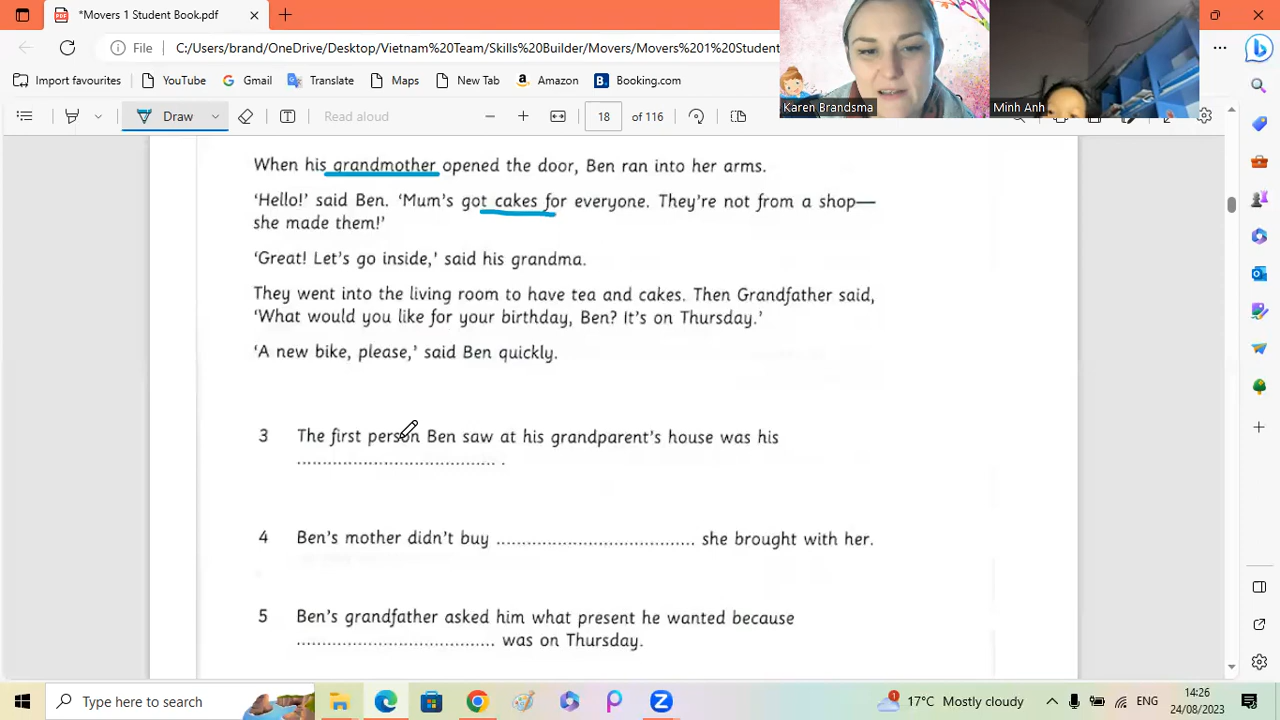 *Movers 1 Student Book.pdf
File C:/Users/brand/OneDrive/Desktop/Vietnam%20Team/Skills%20Builder/Movers/Movers%201%20Student
Import favourites YouTube Gmail Translate Maps New Tab Amazon Booking.com
Karen Brandsma Minh Anh
Draw Read aloud 18 of 116
When his grandmother opened the door, Ben ran into her arms.
‘Hello!’ said Ben. ‘Mum’s got cakes for everyone. They’re not from a shop—
she made them!’
‘Great! Let’s go inside,’ said his grandma.
They went into the living room to have tea and cakes. Then Grandfather said,
‘What would you like for your birthday, Ben? It’s on Thursday.’
‘A new bike, please,’ said Ben quickly.
3 The first person Ben saw at his grandparent’s house was his
.................................... .
4 Ben’s mother didn’t buy .................................... she brought with her.
5 Ben’s grandfather asked him what present he wanted because
.................................... was on Thursday.
Type here to search
1 17°C Mostly cloudy ENG 14:26
24/08/2023